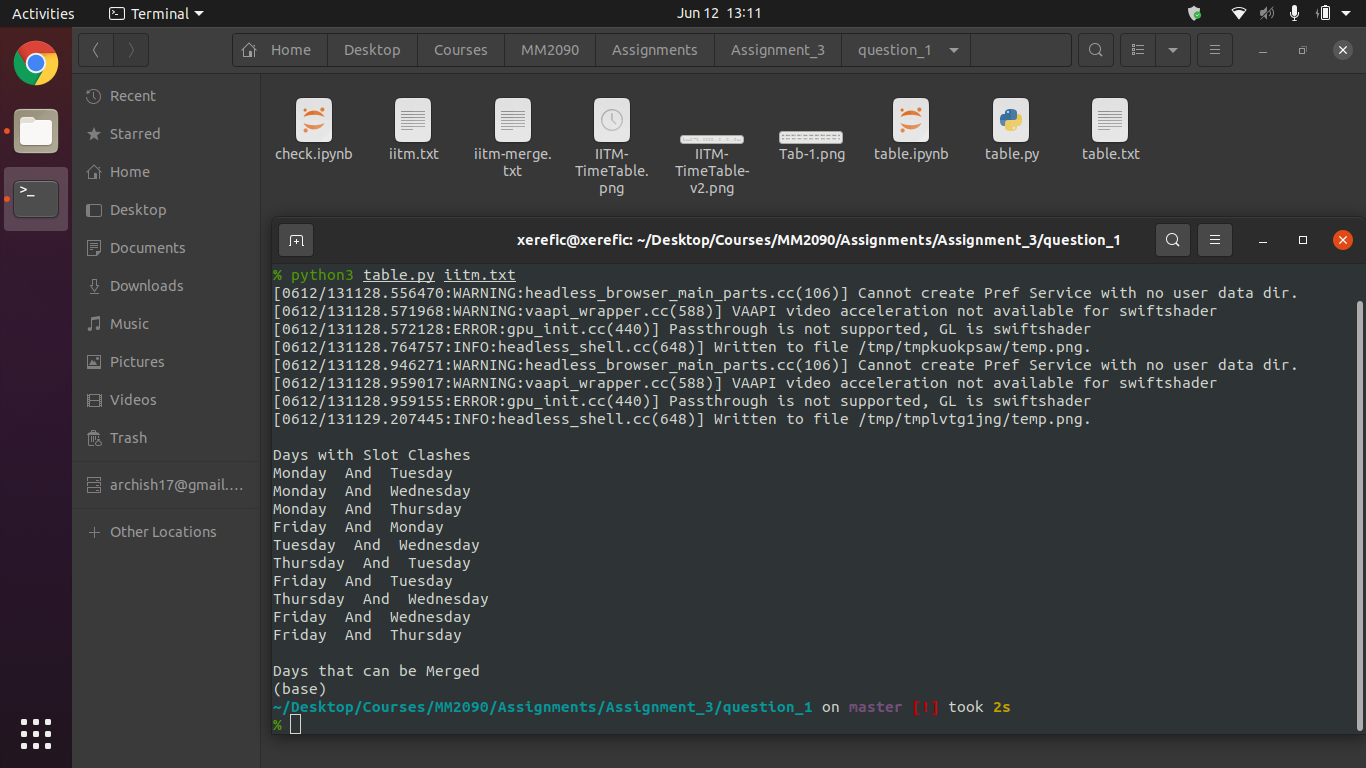 Activities Terminal Jun 12 13:11
Home Desktop Courses MM2090 Assignments Assignment_3 question_1
Recent
Starred
Home
Desktop
Documents
Downloads
Music
Pictures
Videos
Trash
archish17@gmail.…
Other Locations
check.ipynb
iitm.txt
iitm-merge.
txt
IITM-
TimeTable.
png
IITM-
TimeTable-
v2.png
Tab-1.png
table.ipynb
table.py
table.txt
xerefic@xerefic: ~/Desktop/Courses/MM2090/Assignments/Assignment_3/question_1
% python3 table.py iitm.txt
[0612/131128.556470:WARNING:headless_browser_main_parts.cc(106)] Cannot create Pref Service with no user data dir.
[0612/131128.571968:WARNING:vaapi_wrapper.cc(588)] VAAPI video acceleration not available for swiftshader
[0612/131128.572128:ERROR:gpu_init.cc(440)] Passthrough is not supported, GL is swiftshader
[0612/131128.764757:INFO:headless_shell.cc(648)] Written to file /tmp/tmpkuokpsaw/temp.png.
[0612/131128.946271:WARNING:headless_browser_main_parts.cc(106)] Cannot create Pref Service with no user data dir.
[0612/131128.959017:WARNING:vaapi_wrapper.cc(588)] VAAPI video acceleration not available for swiftshader
[0612/131128.959155:ERROR:gpu_init.cc(440)] Passthrough is not supported, GL is swiftshader
[0612/131129.207445:INFO:headless_shell.cc(648)] Written to file /tmp/tmplvtg1jng/temp.png.
Days with Slot Clashes
Monday And Tuesday
Monday And Wednesday
Monday And Thursday
Friday And Monday
Tuesday And Wednesday
Thursday And Tuesday
Friday And Tuesday
Thursday And Wednesday
Friday And Wednesday
Friday And Thursday
Days that can be Merged
(base)
~/Desktop/Courses/MM2090/Assignments/Assignment_3/question_1 on master [!] took 2s
%